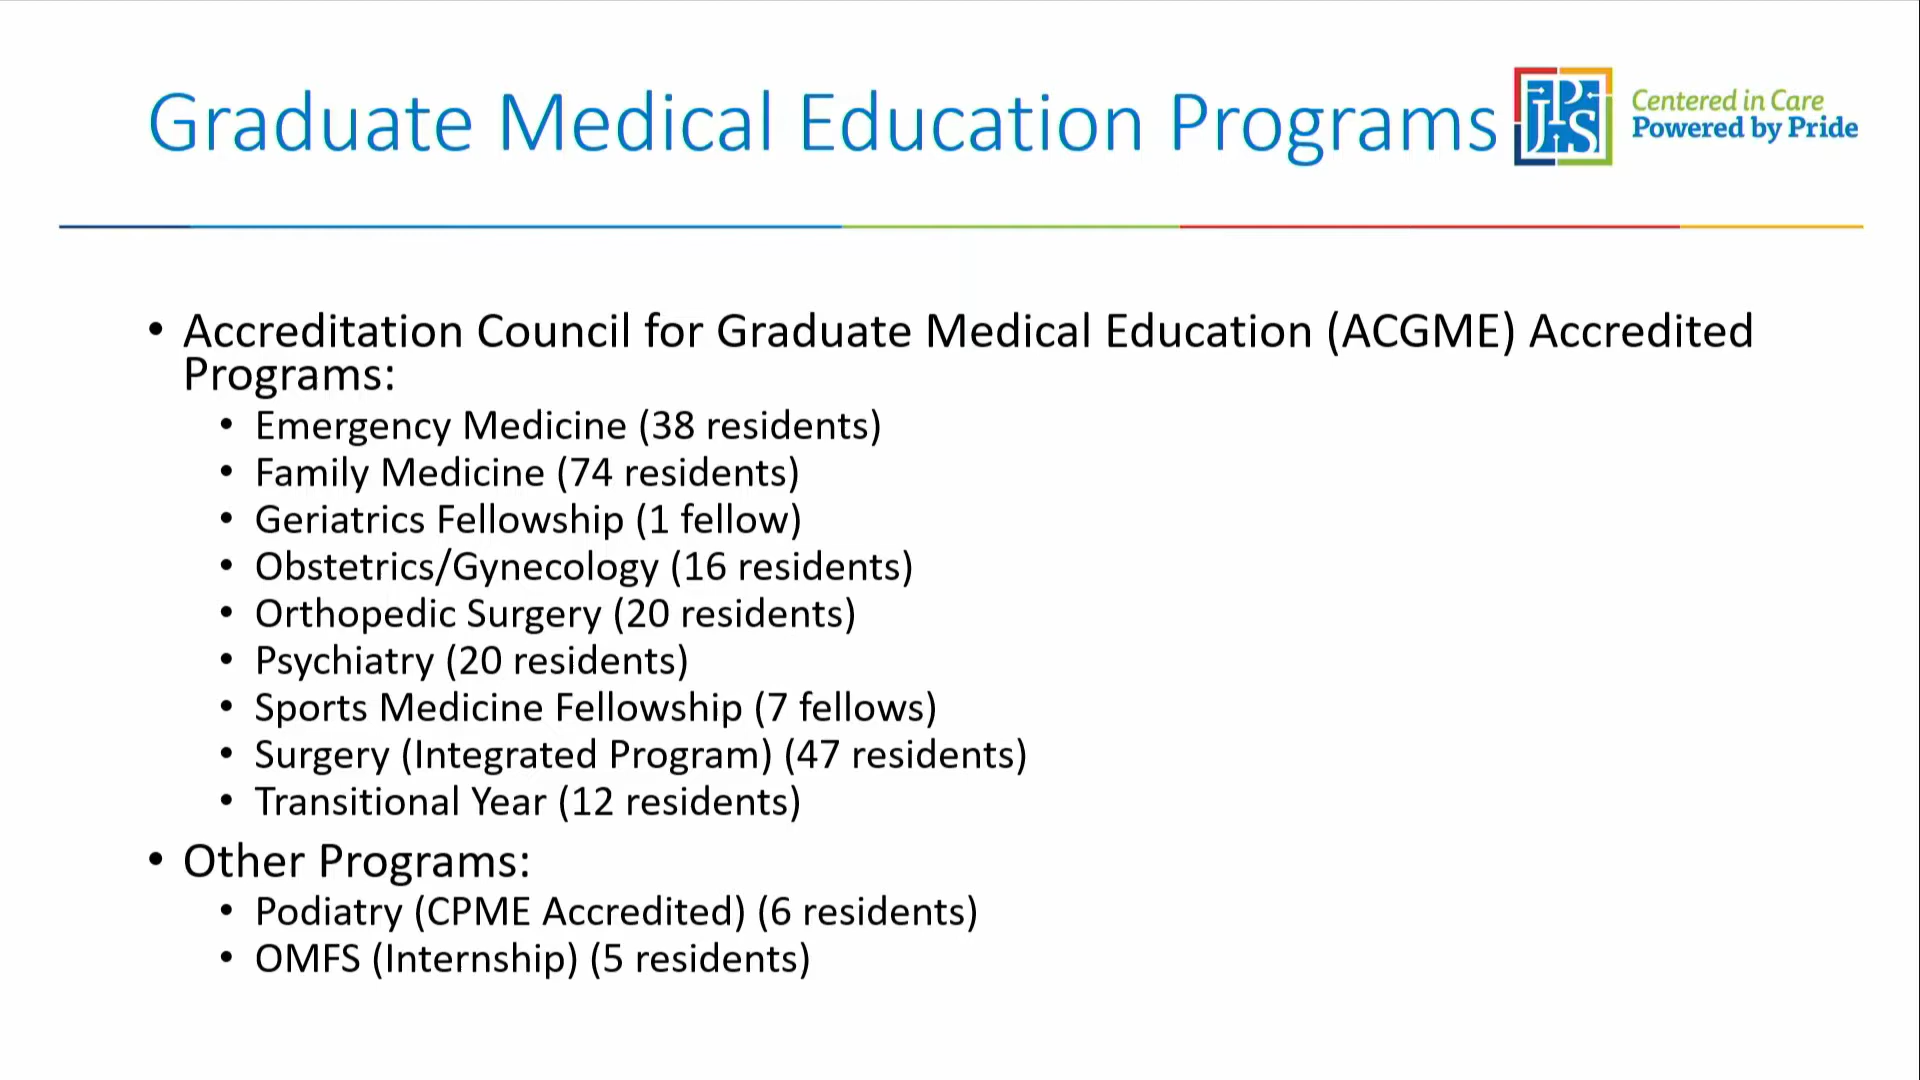 Graduate Medical Education Programs
JPS
Centered in Care
Powered by Pride
• Accreditation Council for Graduate Medical Education (ACGME) Accredited
Programs:
• Emergency Medicine (38 residents)
• Family Medicine (74 residents)
• Geriatrics Fellowship (1 fellow)
• Obstetrics/Gynecology (16 residents)
• Orthopedic Surgery (20 residents)
• Psychiatry (20 residents)
• Sports Medicine Fellowship (7 fellows)
• Surgery (Integrated Program) (47 residents)
• Transitional Year (12 residents)
• Other Programs:
• Podiatry (CPME Accredited) (6 residents)
• OMFS (Internship) (5 residents)